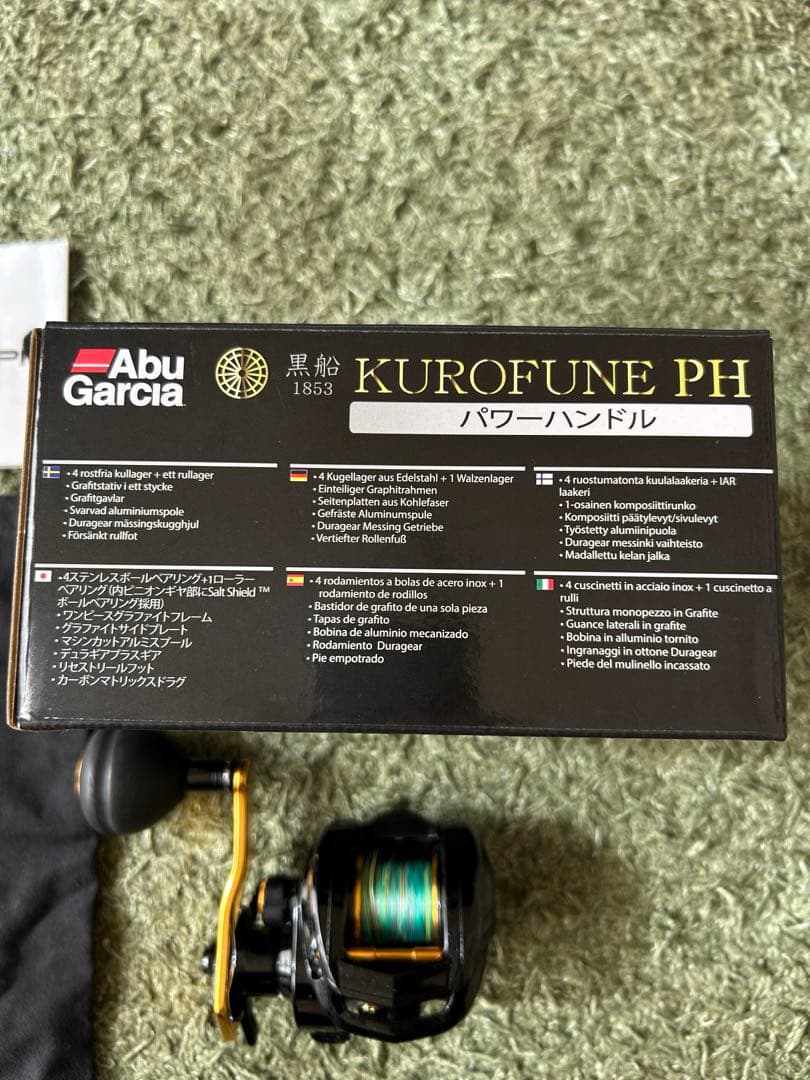 Abu
Garcia
黒船
1853
KUROFUNE PH
パワーハンドル
• 4 rostfria kullager + ett rullager
• Grafitstativ i ett stycke
• Grafitgavlar
• Svarvad aluminiumspole
• Duragear mässingskugghjul
• Försänkt rullfot
• 4 Kugellager aus Edelstahl + 1 Walzenlager
• Einteiliger Graphitrahmen
• Seitenplatten aus Kohlefaser
• Gefräste Aluminumspule
• Duragear Messing Getriebe
• Vertiefter Rollenfuß
• 4 ruostumatonta kuulalaakeria + IAR
laakeri
• 1-osainen komposiittirunko
• Komposiitti päätylevyt/sivulevyt
• Työstetty alumiinipuola
• Duragear messinki vaihteisto
• Madallettu kelan jalka
• 4ステンレスボールベアリング+1ローラー
ベアリング(内ピニオンギヤ部にSalt Shield ™
ボールベアリング採用)
• ワンピースグラファイトフレーム
• グラファイトサイドプレート
• マシンカットアルミスプール
• デュラギアブラスギア
• リセストリールフット
• カーボンマトリックスドラグ
• 4 rodamientos a bolas de acero inox + 1
rodamiento de rodillos
• Bastidor de grafito de una sola pieza
• Tapas de grafito
• Bobina de aluminio mecanizado
• Rodamiento Duragear
• Pie empotrado
• 4 cuscinetti in acciaio inox + 1 cuscinetto a
rulli
• Struttura monopezzo in Grafite
• Guance laterali in grafite
• Bobina in alluminio tornito
• Ingranaggi in ottone Duragear
• Piede del mulinello incassato